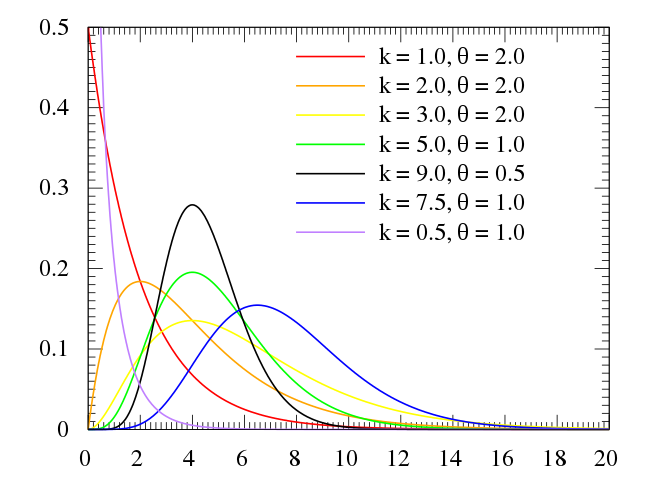 0.5
0.4
0.3
0.2
0.1
0
k = 1.0, θ = 2.0
k = 2.0, θ = 2.0
k = 3.0, θ = 2.0
k = 5.0, θ = 1.0
k = 9.0, θ = 0.5
k = 7.5, θ = 1.0
k = 0.5, θ = 1.0
0 2 4 6 8 10 12 14 16 18 20